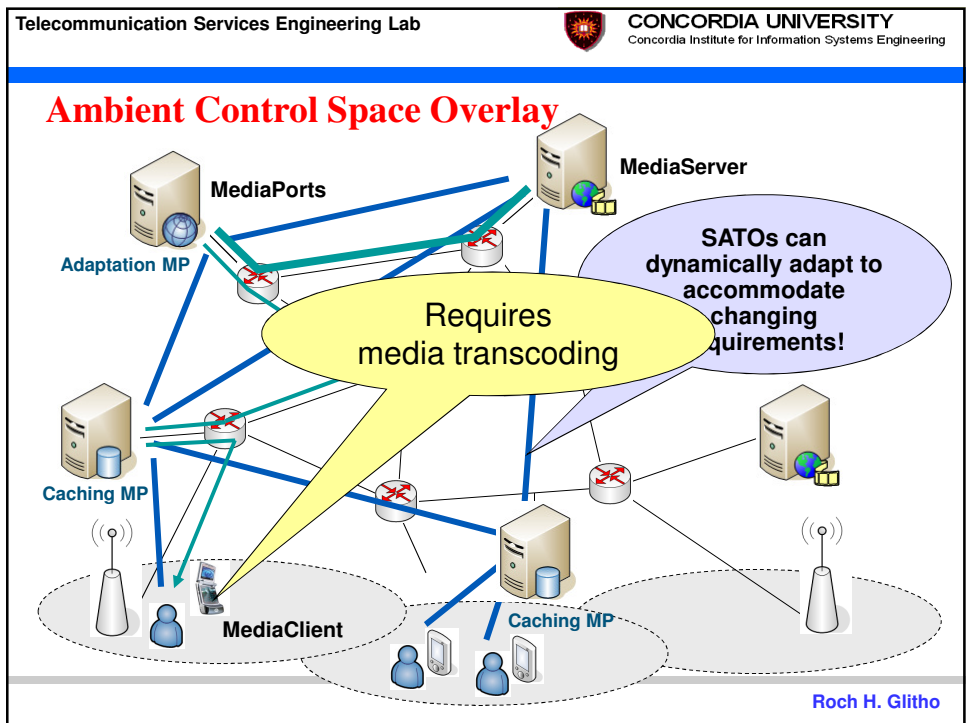 Telecommunication Services Engineering Lab
CONCORDIA UNIVERSITY
Concordia Institute for Information Systems Engineering
Ambient Control Space Overlay
MediaPorts
MediaServer
Adaptation MP
SATOs can
dynamically adapt to
accommodate
changing
quirements!
Requires
media transcoding
Caching MP
MediaClient
Caching MP
Roch H. Glitho